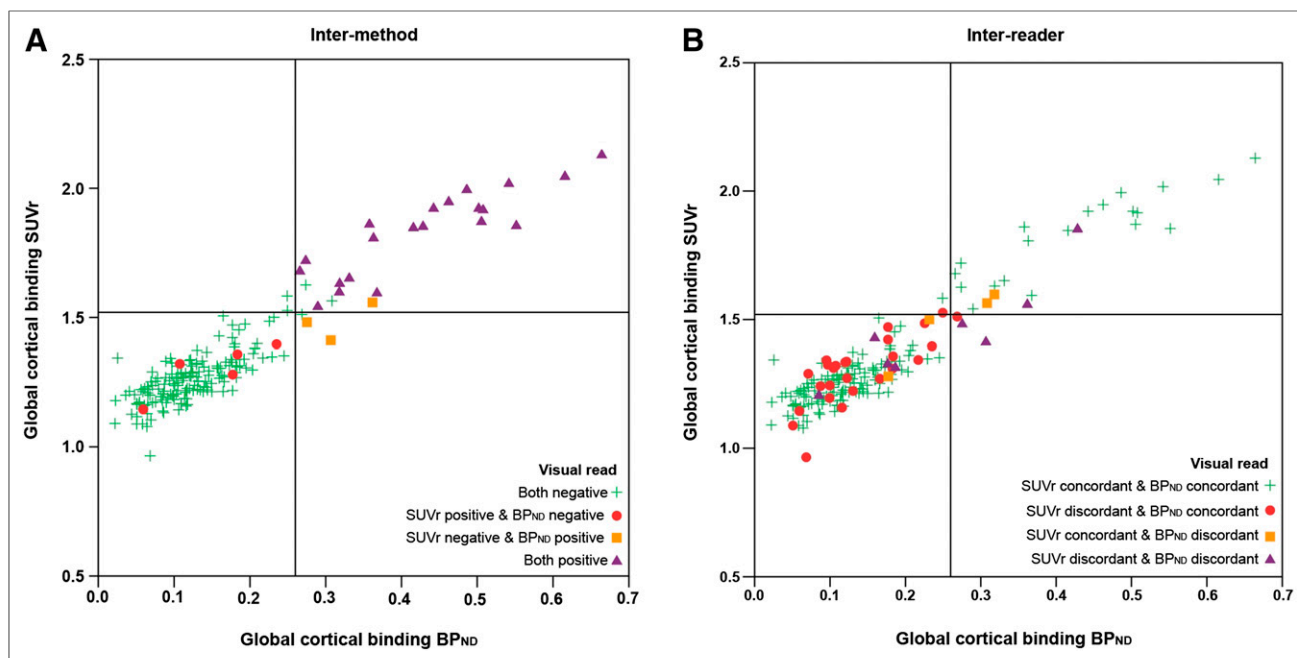 A
Inter-method
2.5
2.0
1.5
1.0
0.5
0.0 0.1 0.2 0.3 0.4 0.5 0.6 0.7
Global cortical binding SUVr
Global cortical binding BPND
Visual read
Both negative
SUVr positive & BPND negative
SUVr negative & BPND positive
Both positive
B
Inter-reader
2.5
2.0
1.5
1.0
0.5
0.0 0.1 0.2 0.3 0.4 0.5 0.6 0.7
Global cortical binding SUVr
Global cortical binding BPND
Visual read
SUVr concordant & BPND concordant
SUVr discordant & BPND concordant
SUVr concordant & BPND discordant
SUVr discordant & BPND discordant